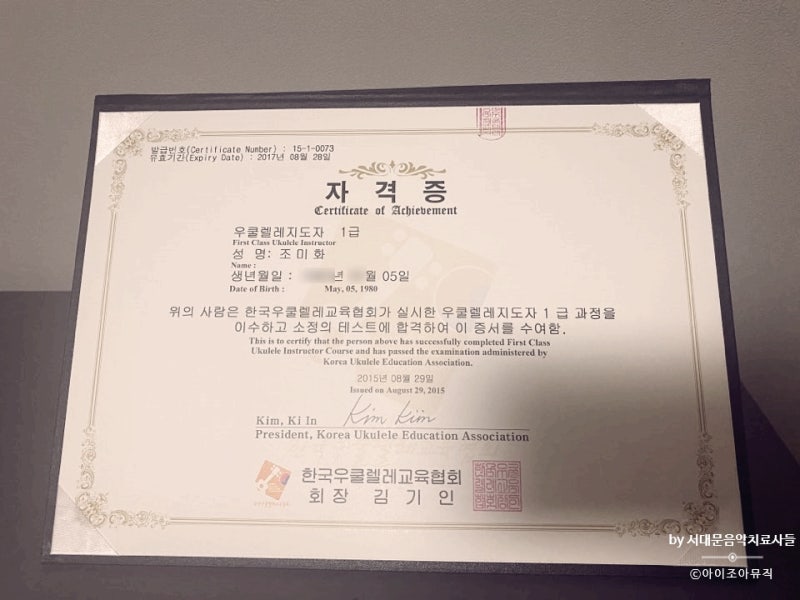 발급번호(Certificate Number) : 15-1-0073
유효기간(Expiry Date) : 2017년 08월 28일
자 격 증
Certificate of Achievement
우쿨렐레지도자 1급
First Class Ukulele Instructor
성 명: 조 미 화
Name :
생년월일 : 년 월 05일
Date of Birth : May, 05, 1980
위의 사람은 한국우쿨렐레교육협회가 실시한 우쿨렐레지도자 1 급 과정을
이수하고 소정의 테스트에 합격하여 이 증서를 수여함.
This is to certify that the person above has successfully completed First Class
Ukulele Instructor Course and has passed the examination administered by
Korea Ukulele Education Association.
2015년 08월 29일
Issued on August 29, 2015
Kim, Ki In Kim Kim
President, Korea Ukulele Education Association
한국우쿨렐레교육협회
회 장 김 기 인
by 서대문음악치료사들
©아이조아뮤직